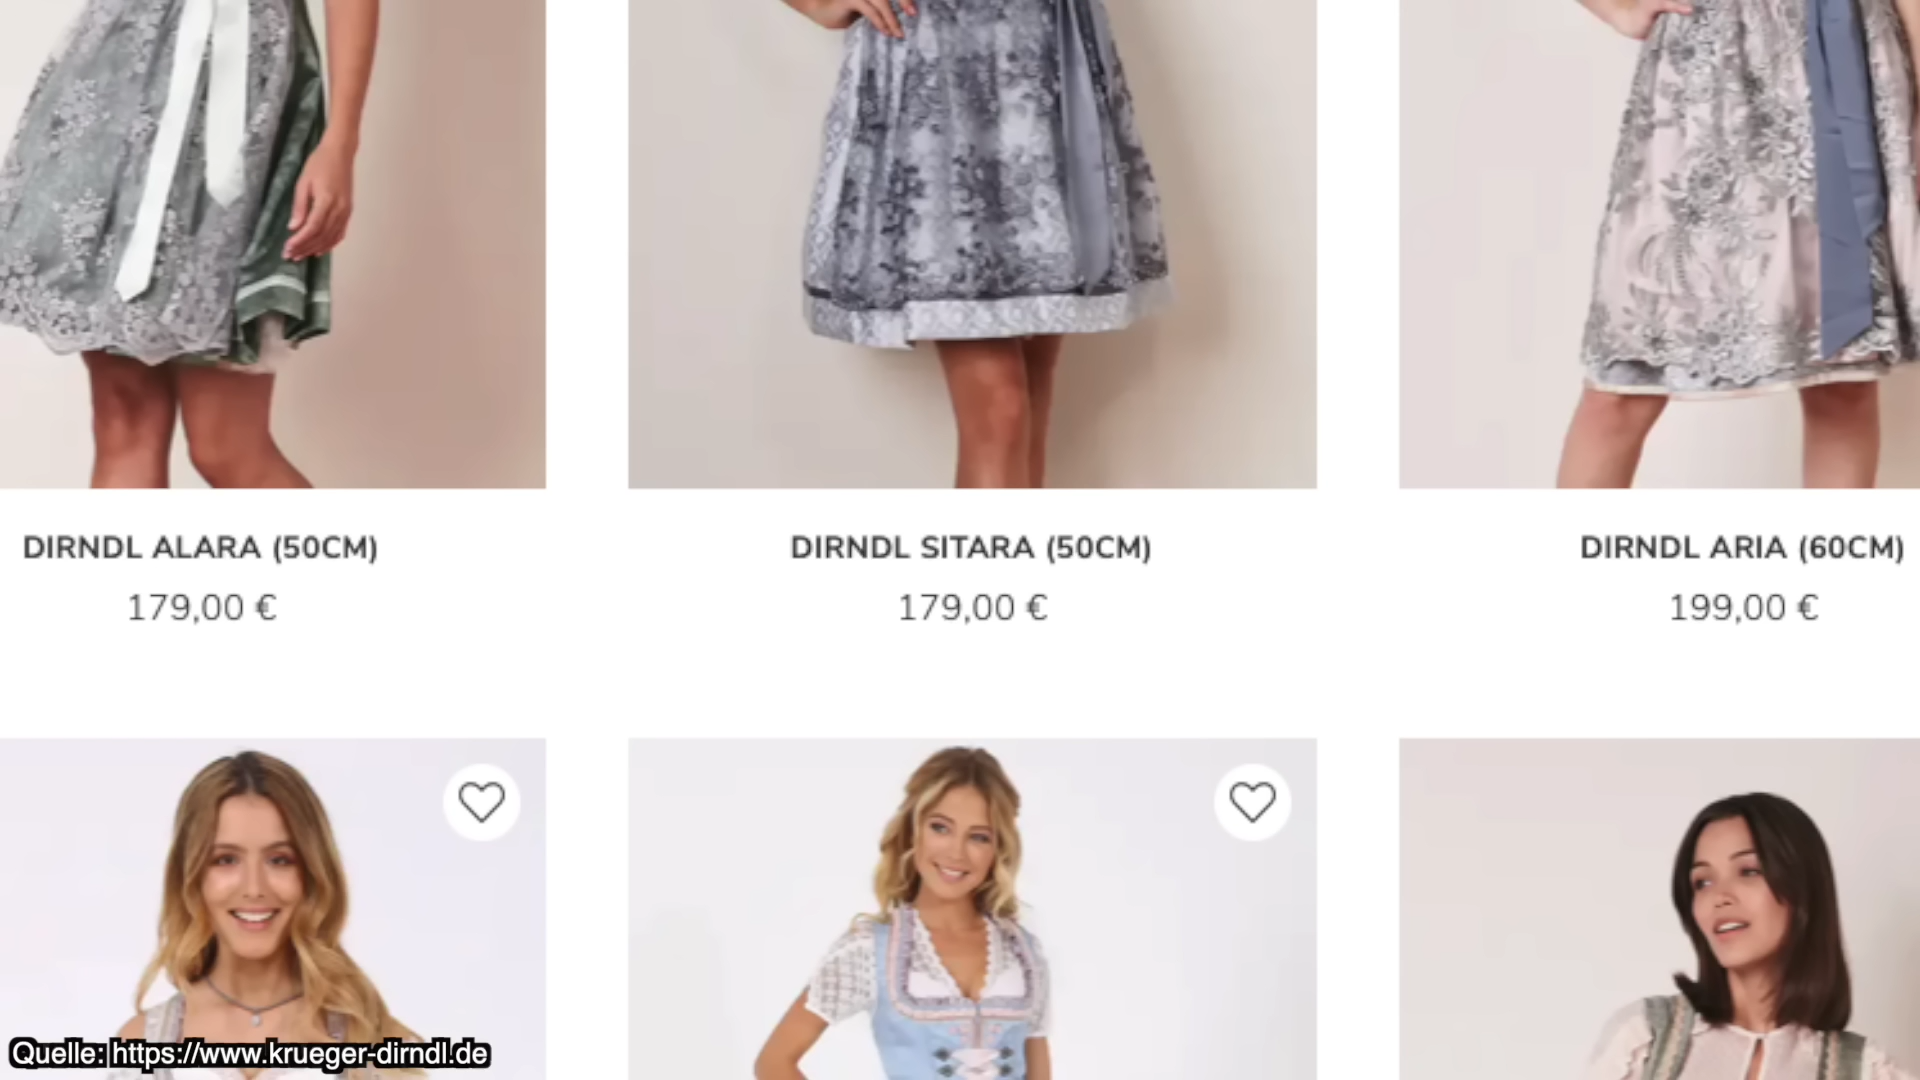 DIRNDL ALARA (50CM)
179,00 €
DIRNDL SITARA (50CM)
179,00 €
DIRNDL ARIA (60CM)
199,00 €
Quelle: https://www.krueger-dirndl.de